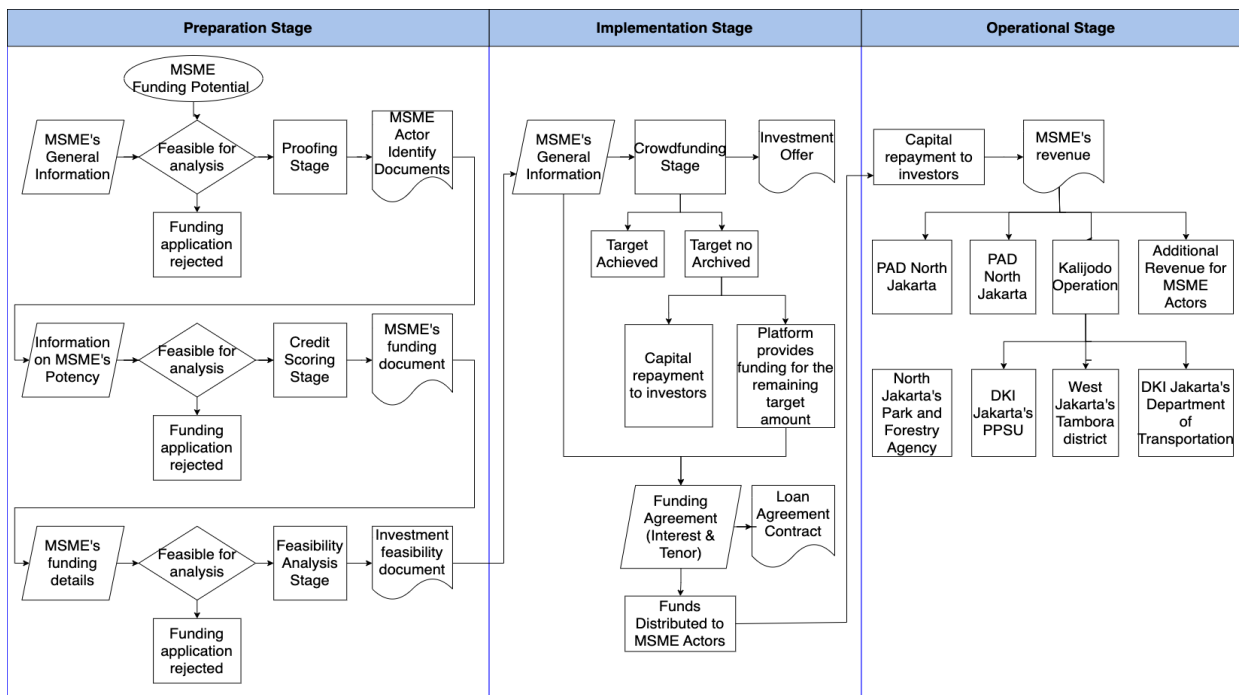 Preparation Stage
Implementation Stage
Operational Stage
MSME
Funding Potential
MSME's
General
Information
Feasible for
analysis
Proofing
Stage
MSME
Actor
Identify
Documents
Funding
application
rejected
Information
on MSME's
Potency
Feasible for
analysis
Credit
Scoring
Stage
MSME's
funding
document
Funding
application
rejected
MSME's
funding
details
Feasible for
analysis
Feasibility
Analysis
Stage
Investment
feasibility
document
Funding
application
rejected
MSME's
General
Information
Crowdfunding
Stage
Investment
Offer
Target
Achieved
Target no
Archived
Capital
repayment
to investors
Platform
provides
funding for the
remaining
target
amount
Funding
Agreement
(Interest &
Tenor)
Loan
Agreement
Contract
Funds
Distributed to
MSME Actors
Capital
repayment to
investors
MSME's
revenue
PAD North
Jakarta
PAD
North
Jakarta
Kalijodo
Operation
Additional
Revenue for
MSME
Actors
North
Jakarta's
Park and
Forestry
Agency
DKI
Jakarta's
PPSU
West
Jakarta's
Tambora
district
DKI Jakarta's
Department
of
Transportation